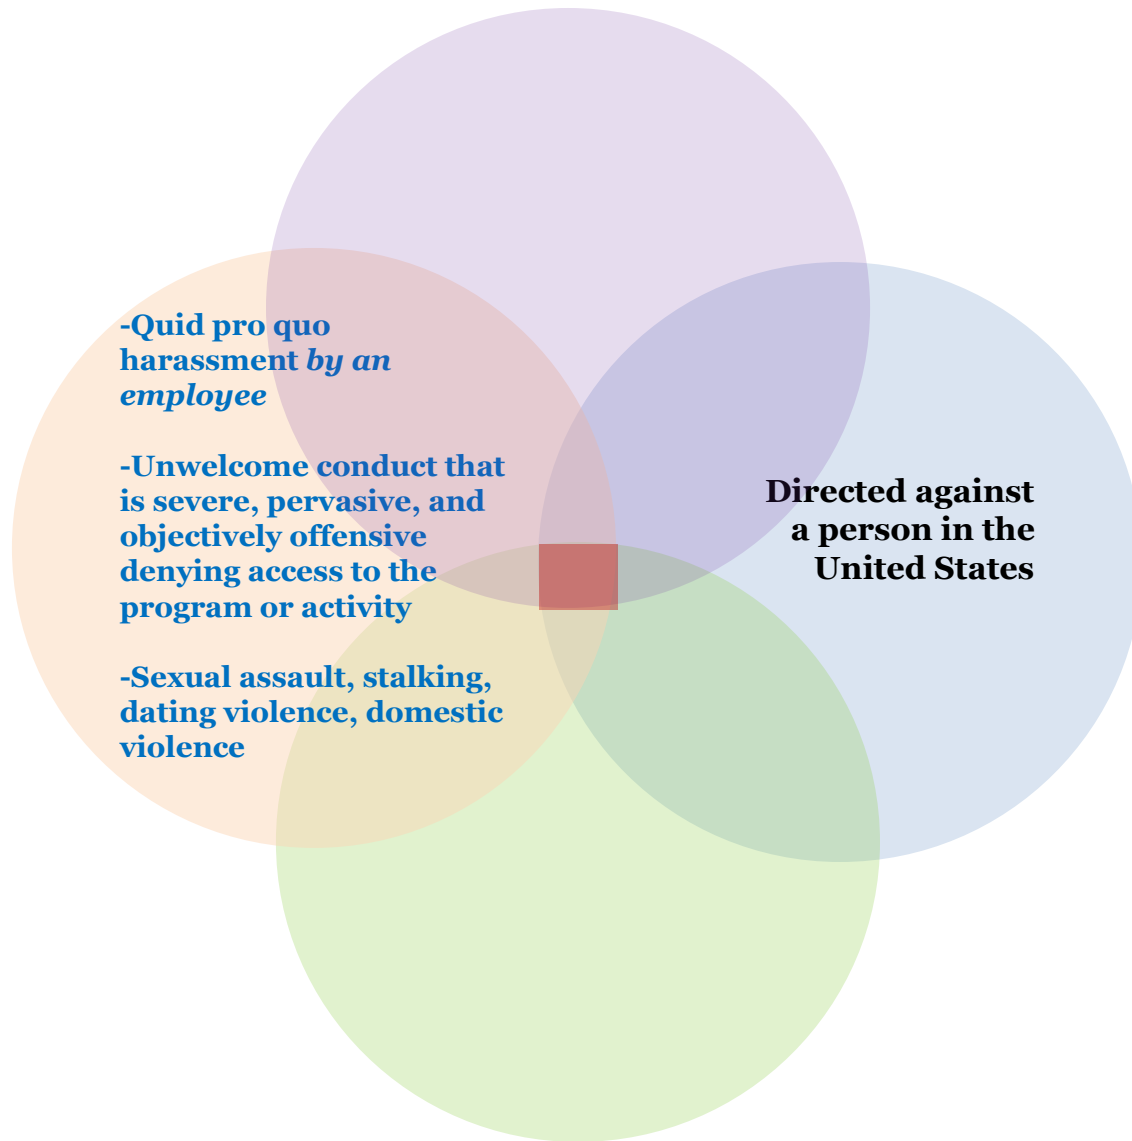 -Quid pro quo
harassment by an
employee
-Unwelcome conduct that
is severe, pervasive, and
objectively offensive
denying access to the
program or activity
-Sexual assault, stalking,
dating violence, domestic
violence
Directed against
a person in the
United States